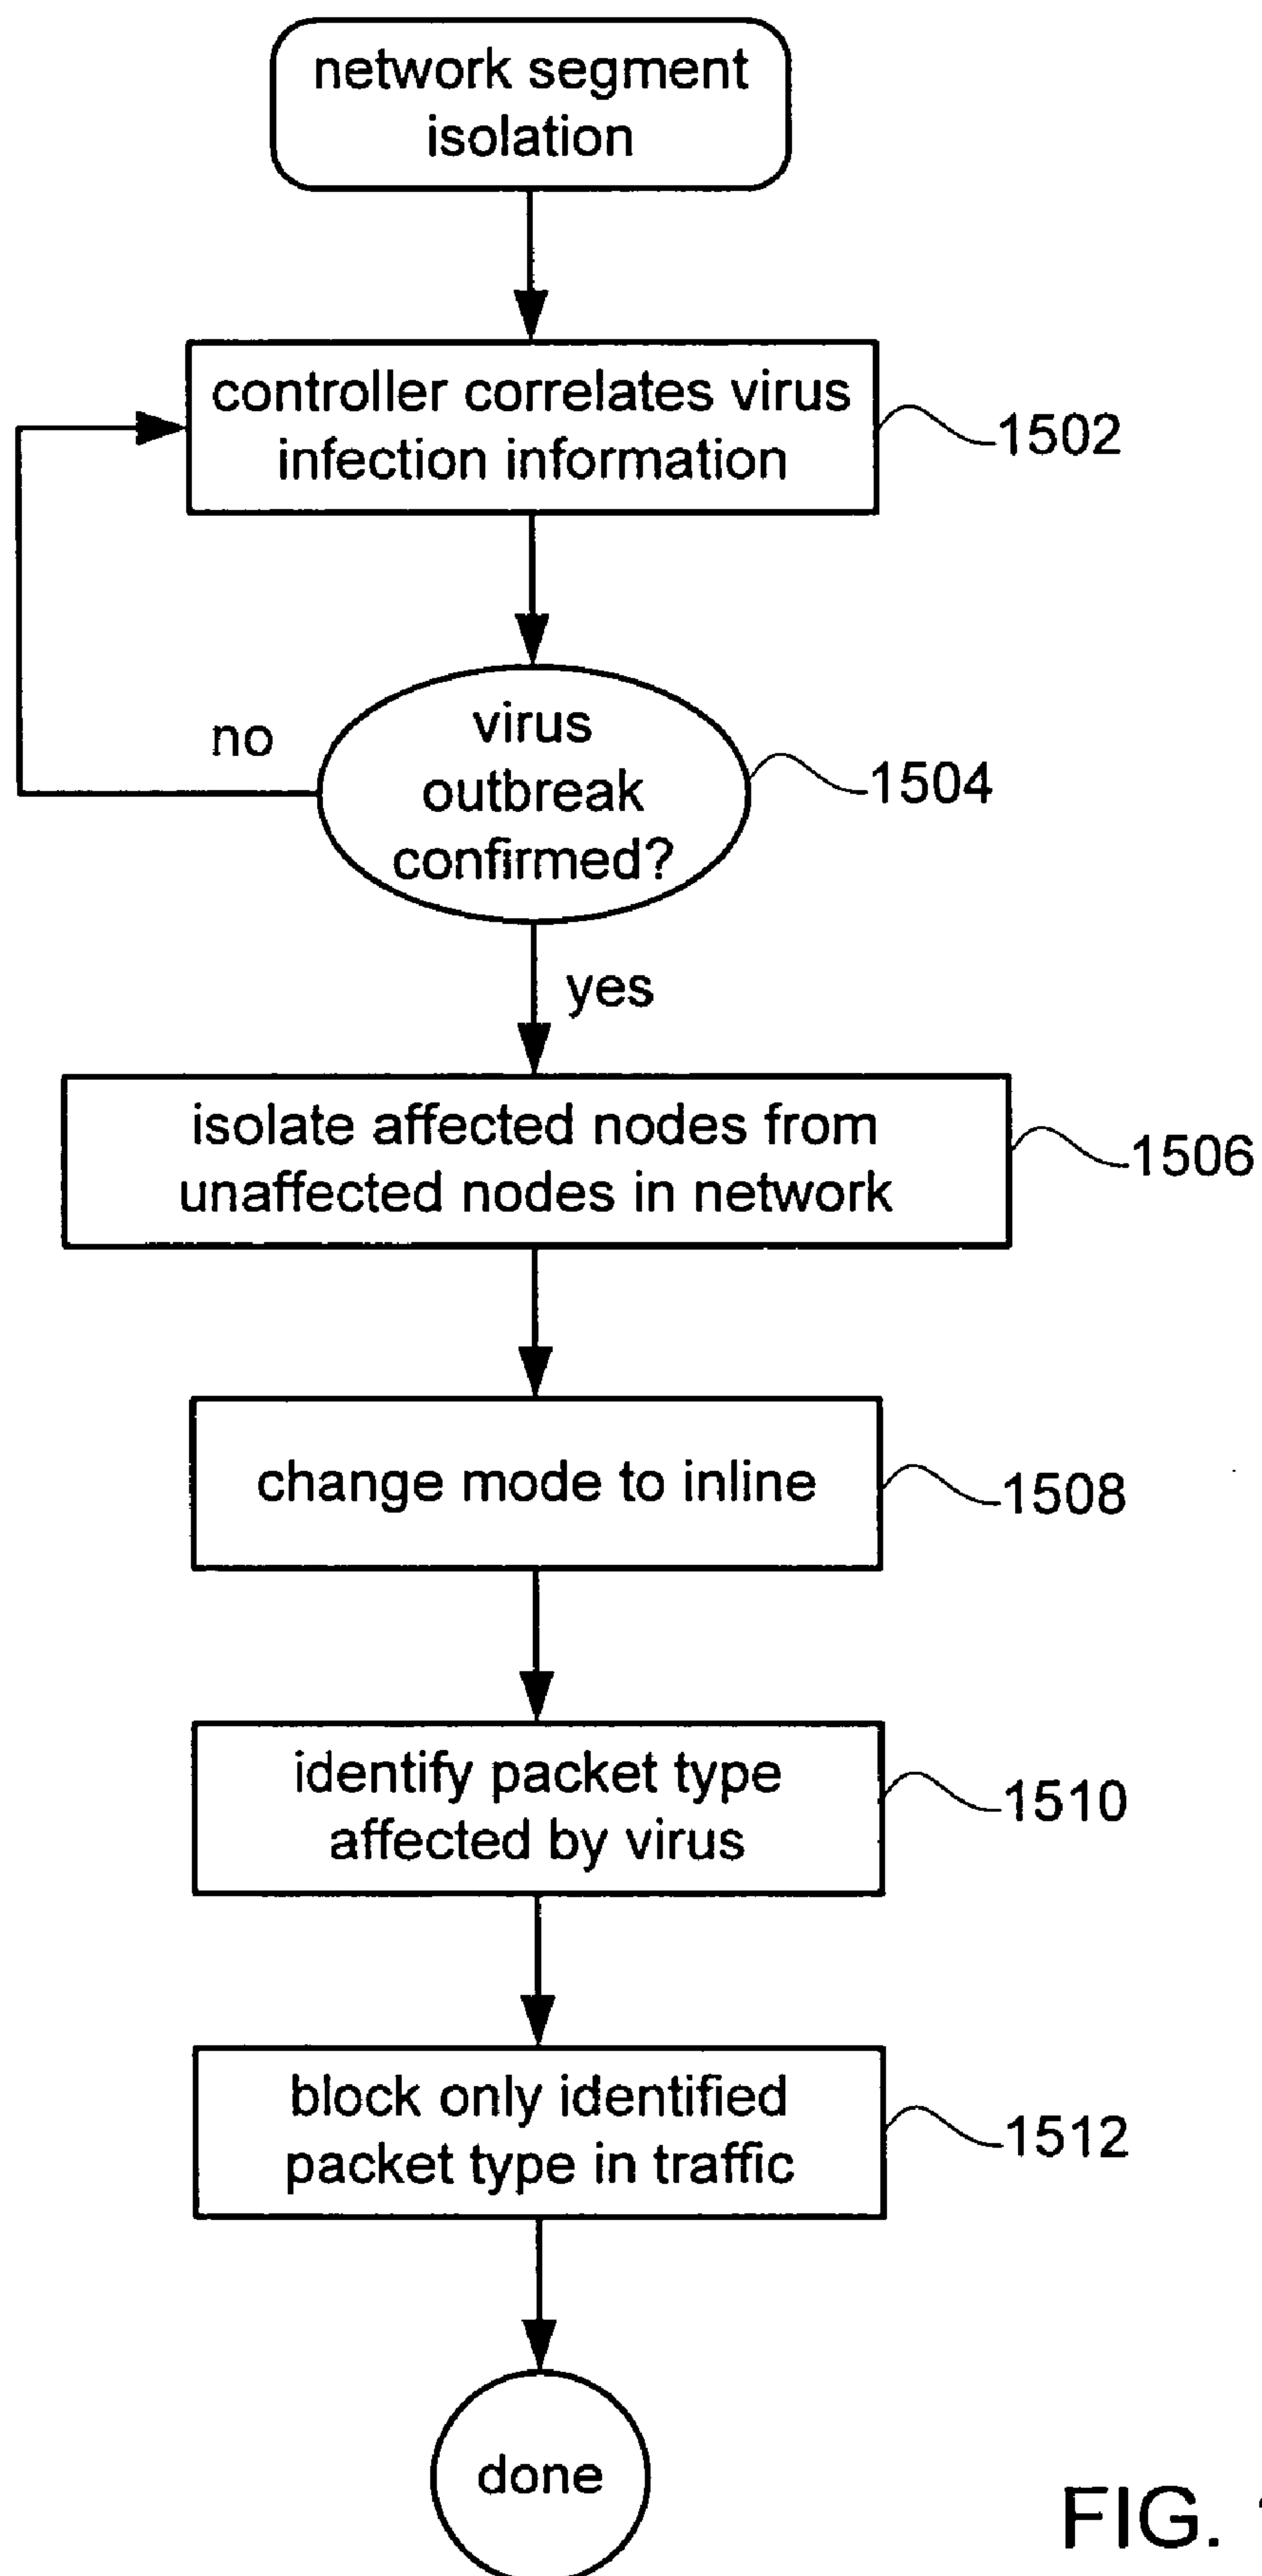 network segment
isolation
controller correlates virus
infection information
1502
virus
outbreak
confirmed?
1504
no
yes
isolate affected nodes from
unaffected nodes in network
1506
change mode to inline
1508
identify packet type
affected by virus
1510
block only identified
packet type in traffic
1512
done
FIG.